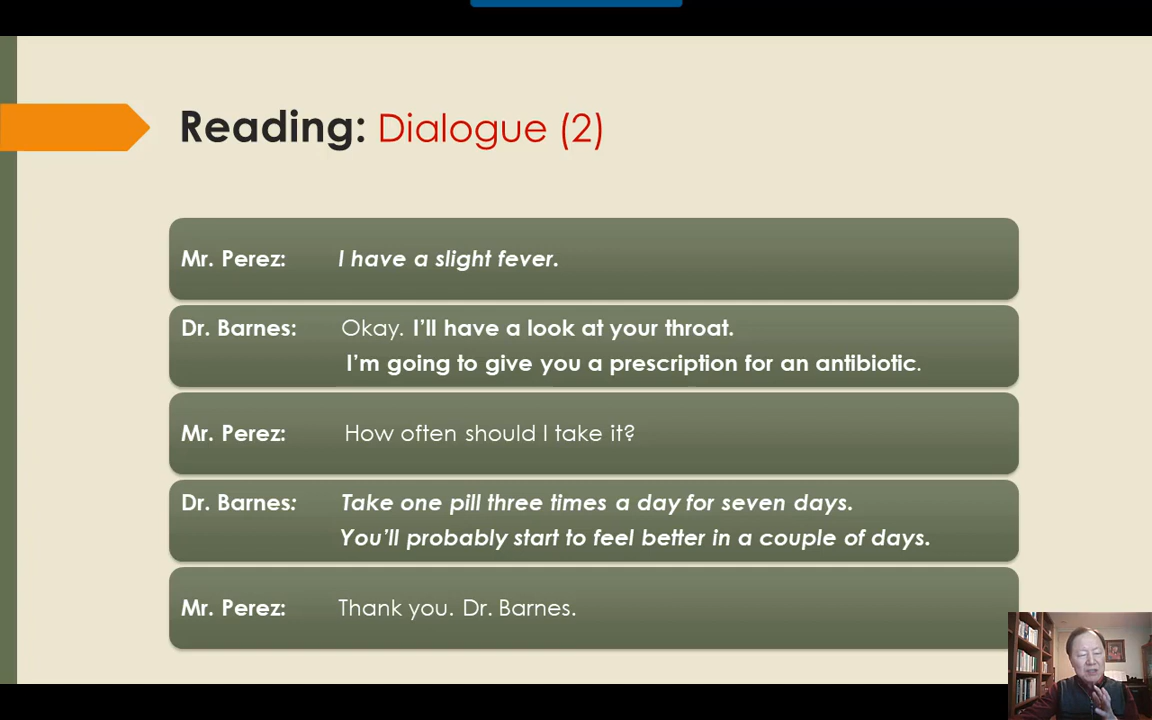 Reading: Dialogue (2)
Mr. Perez: I have a slight fever.
Dr. Barnes: Okay. I'll have a look at your throat.
I'm going to give you a prescription for an antibiotic.
Mr. Perez: How often should I take it?
Dr. Barnes: Take one pill three times a day for seven days.
You'll probably start to feel better in a couple of days.
Mr. Perez: Thank you. Dr. Barnes.